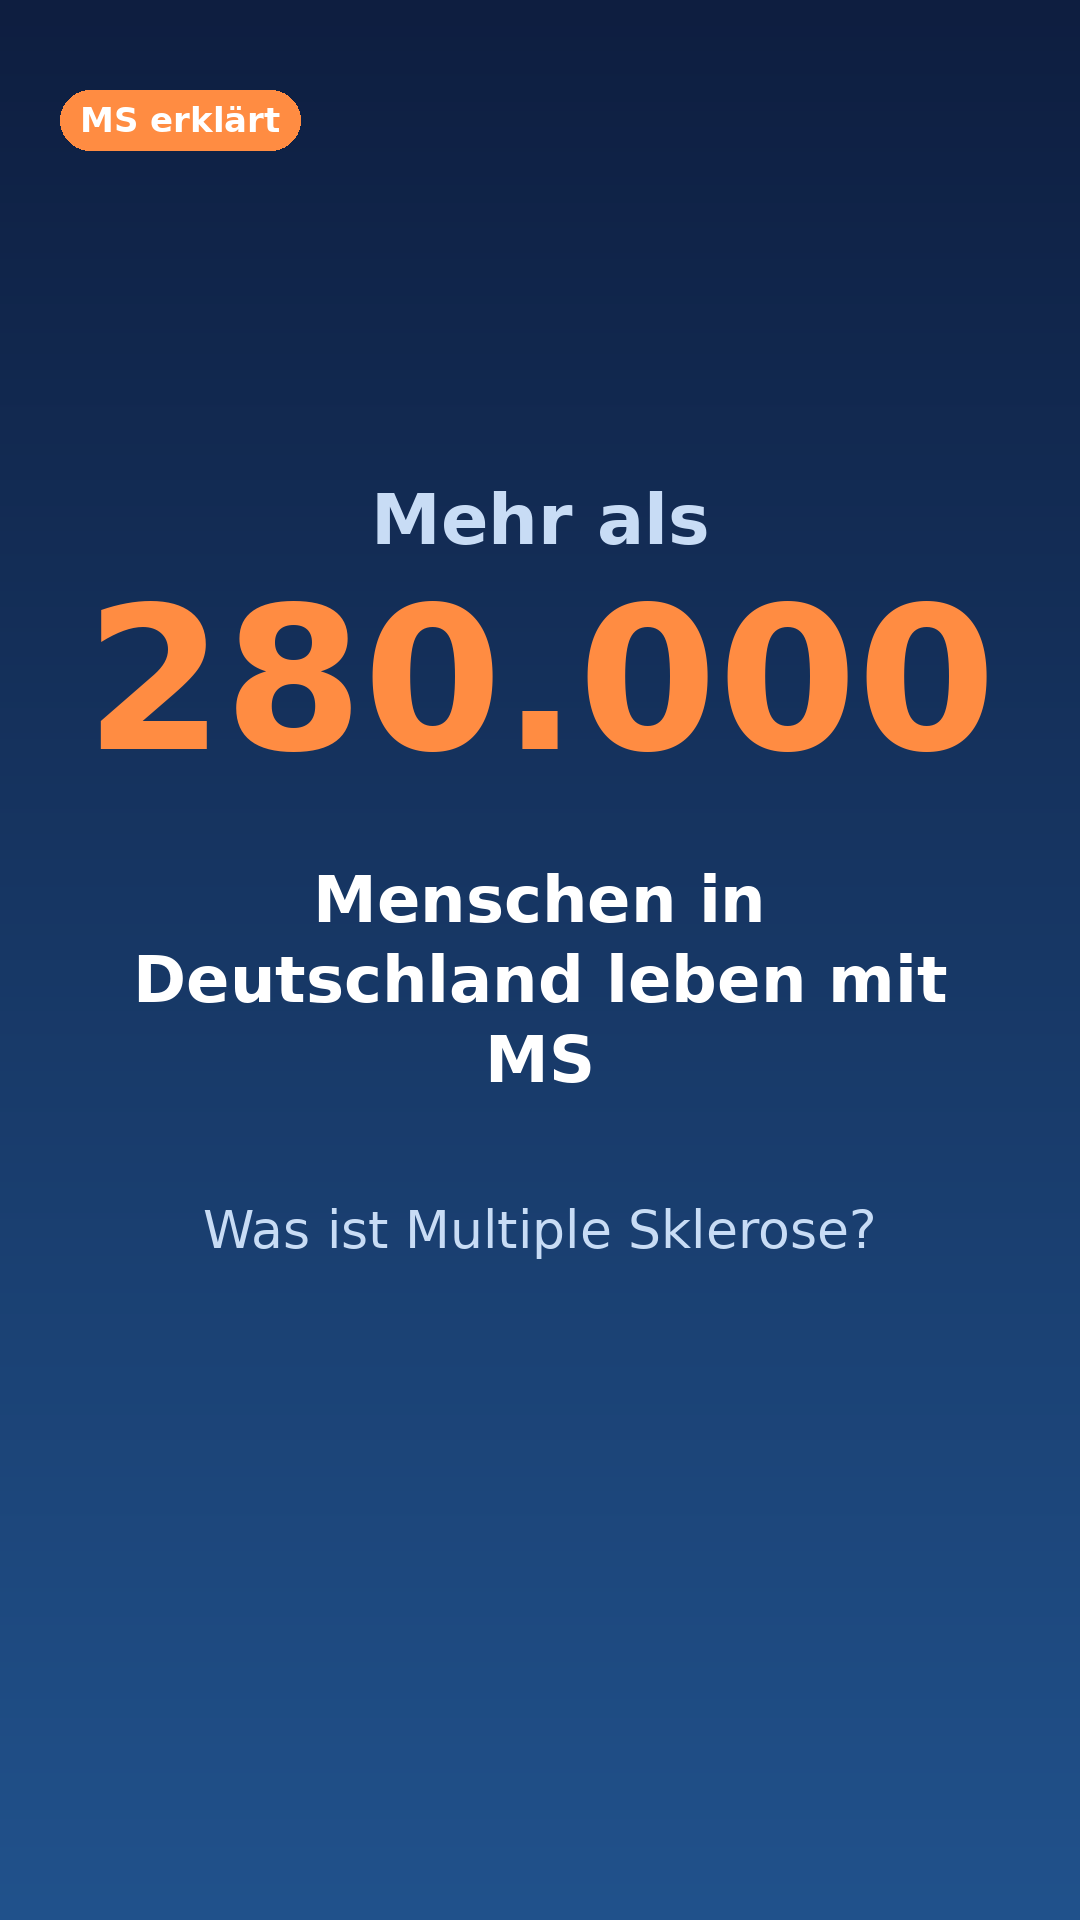 MS erklärt
Mehr als
280.000
Menschen in
Deutschland leben mit
MS
Was ist Multiple Sklerose?